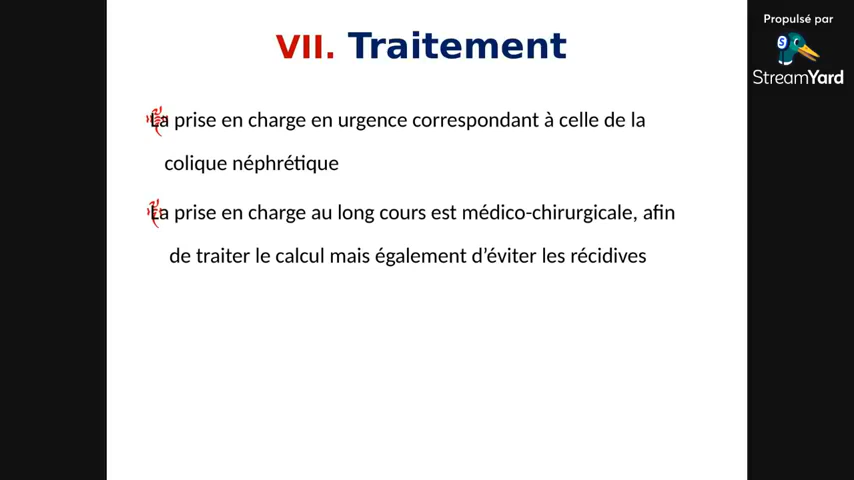 VII. Traitement
La prise en charge en urgence correspondant à celle de la
colique néphrétique
La prise en charge au long cours est médico-chirurgicale, afin
de traiter le calcul mais également d’éviter les récidives
Propulsé par
S
StreamYard